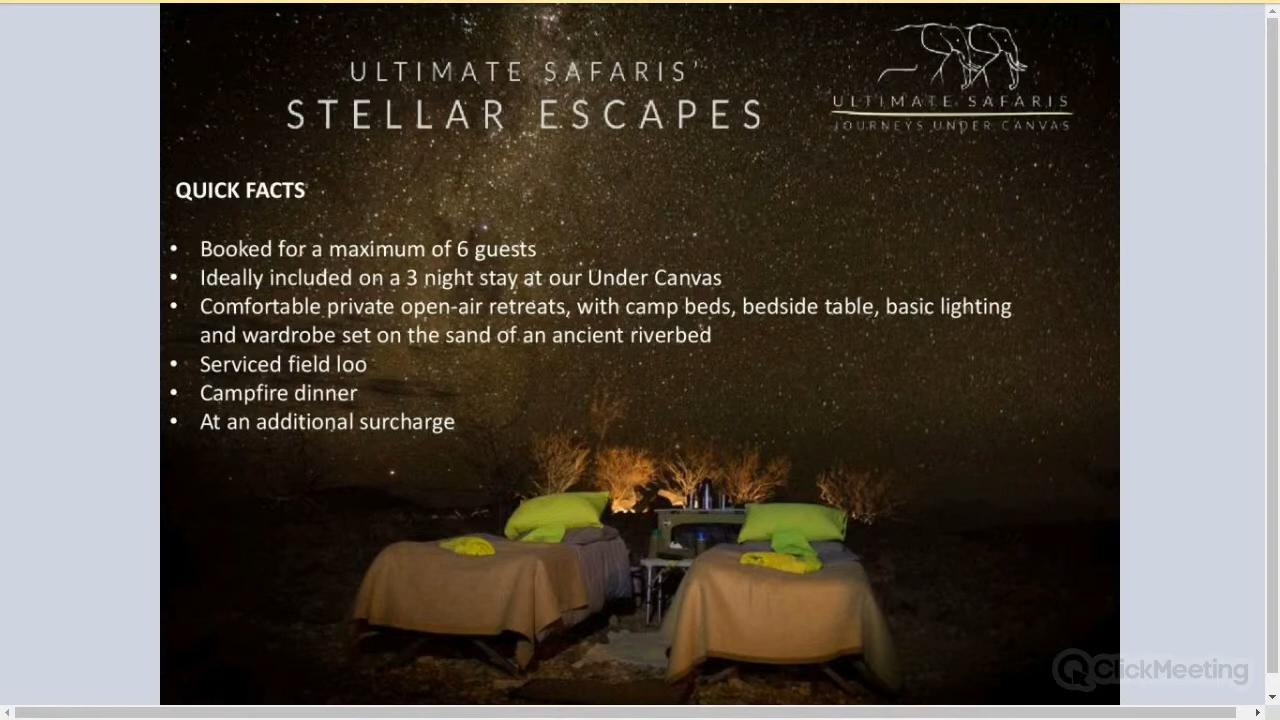 ULTIMATE SAFARIS'
STELLAR ESCAPES
ULTIMATE SAFARIS
JOURNEYS UNDER CANVAS
QUICK FACTS
• Booked for a maximum of 6 guests
• Ideally included on a 3 night stay at our Under Canvas
• Comfortable private open-air retreats, with camp beds, bedside table, basic lighting
and wardrobe set on the sand of an ancient riverbed
• Serviced field loo
• Campfire dinner
• At an additional surcharge
ClickMeeting